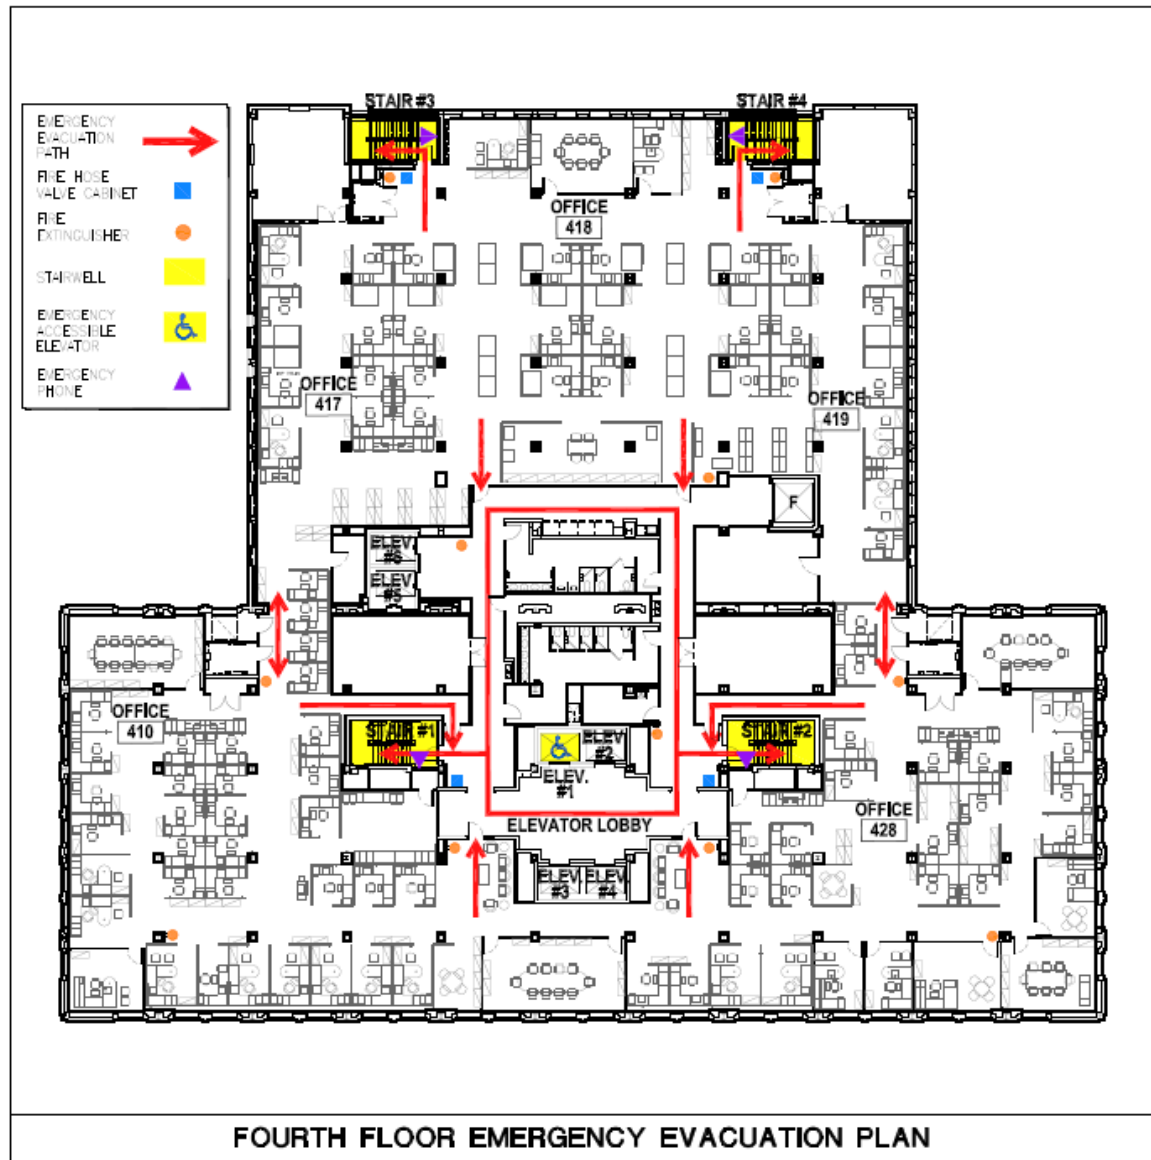 STAIR #3
STAIR #4
EMERGENCY
EVACUATION
PATH
FIRE HOSE
VALVE CABINET
FIRE
EXTINGUISHER
STAIRWELL
EMERGENCY
ACCESSIBLE
ELEVATOR
EMERGENCY
PHONE
OFFICE
418
OFFICE
417
OFFICE
419
F
ELEV.
#6
ELEV.
#5
OFFICE
410
STAIR #1
STAIR #2
ELEV.
#2
ELEV.
#1
OFFICE
428
ELEVATOR LOBBY
ELEV.
#3
ELEV.
#4
FOURTH FLOOR EMERGENCY EVACUATION PLAN